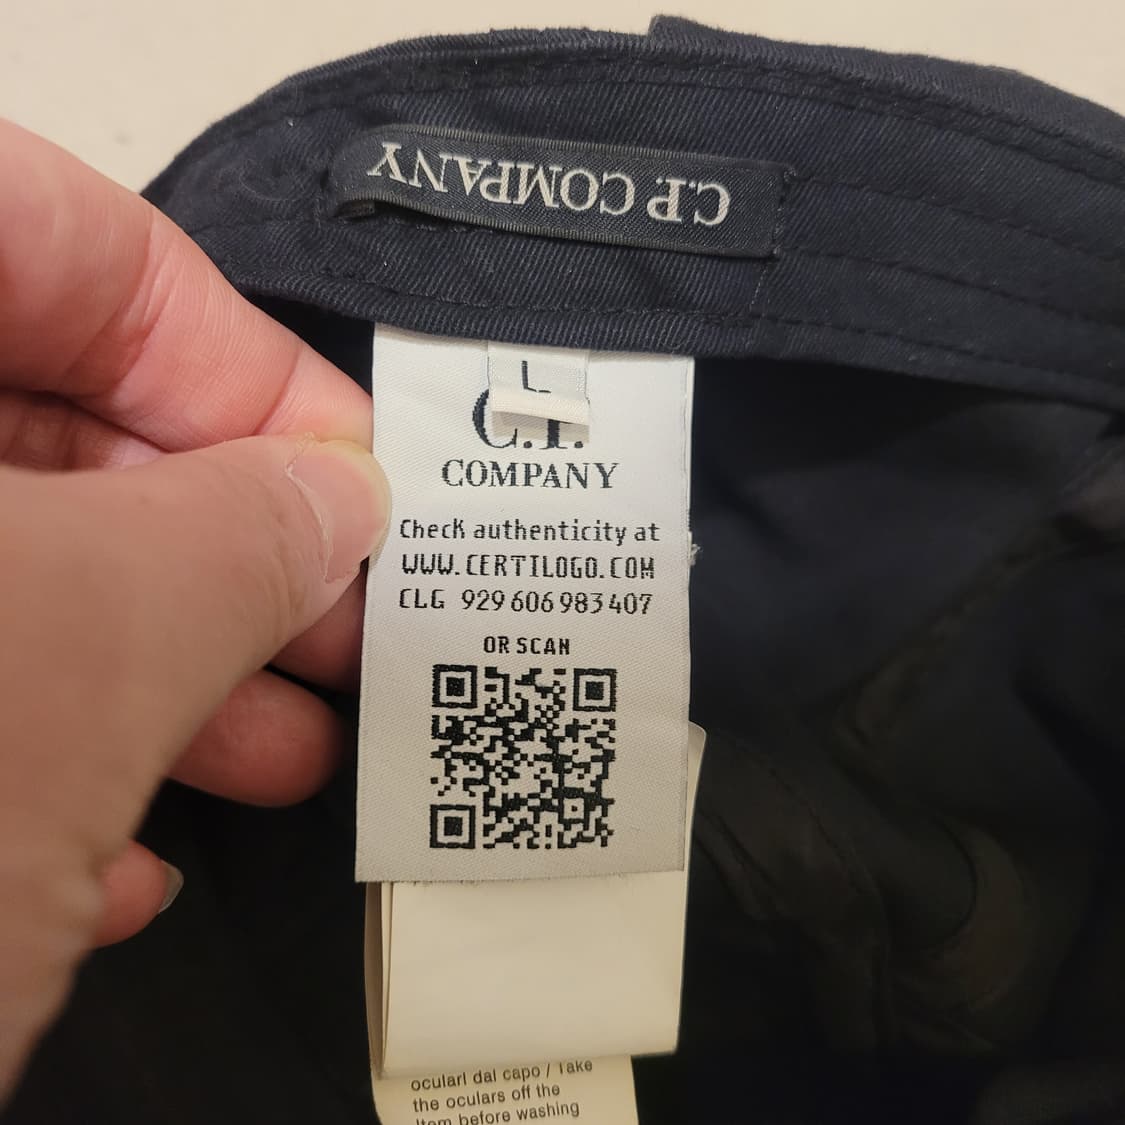 C.P. COMPANY
L
C.P.
COMPANY
Check authenticity at
WWW.CERTILOGO.COM
CLG 929 606 983 407
OR SCAN
oculari dal capo / Take
the oculars off the
item before washing